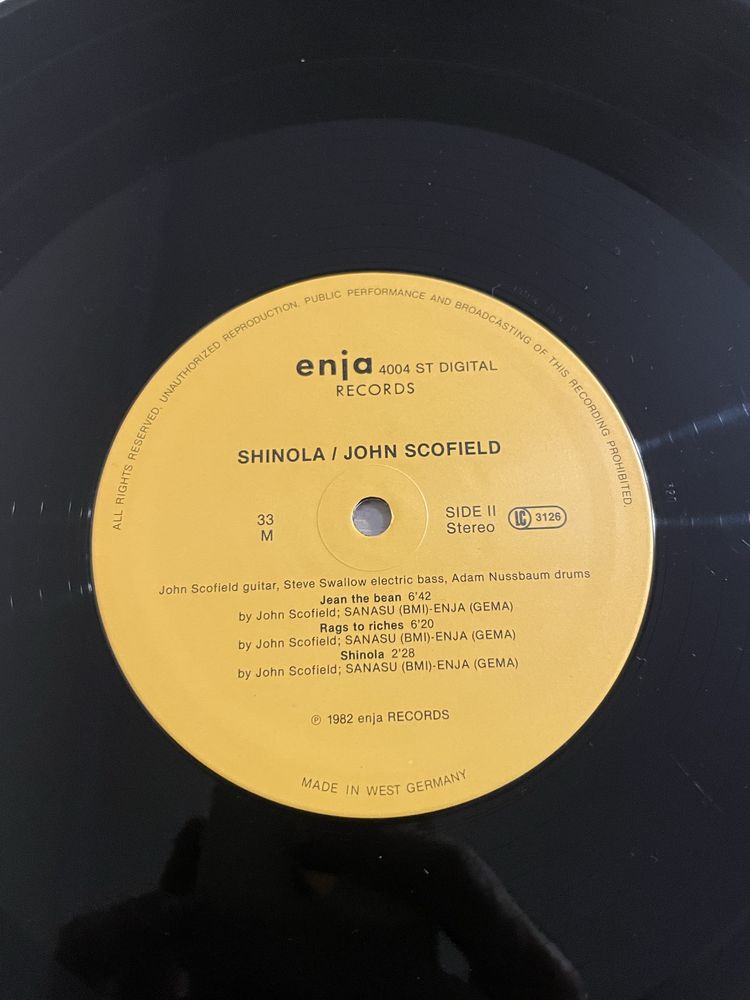 ALL RIGHTS RESERVED. UNAUTHORIZED REPRODUCTION. PUBLIC PERFORMANCE AND BROADCASTING OF THIS RECORDING PROHIBITED.
enja 4004 ST DIGITAL
RECORDS
SHINOLA / JOHN SCOFIELD
33
M
SIDE II
Stereo
LC 3126
John Scofield guitar, Steve Swallow electric bass, Adam Nussbaum drums
Jean the bean 6'42
by John Scofield; SANASU (BMI)-ENJA (GEMA)
Rags to riches 6'20
by John Scofield; SANASU (BMI)-ENJA (GEMA)
Shinola 2'28
by John Scofield; SANASU (BMI)-ENJA (GEMA)
℗ 1982 enja RECORDS
MADE IN WEST GERMANY